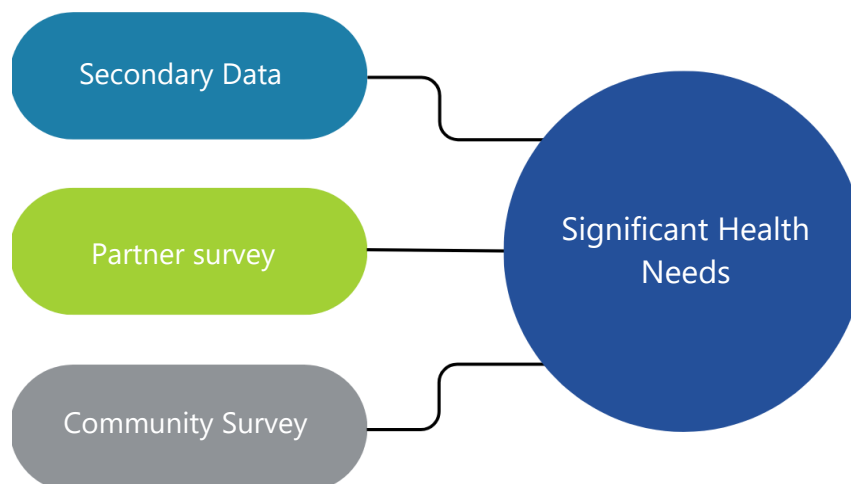 Secondary Data
Partner survey
Community Survey
Significant Health
Needs